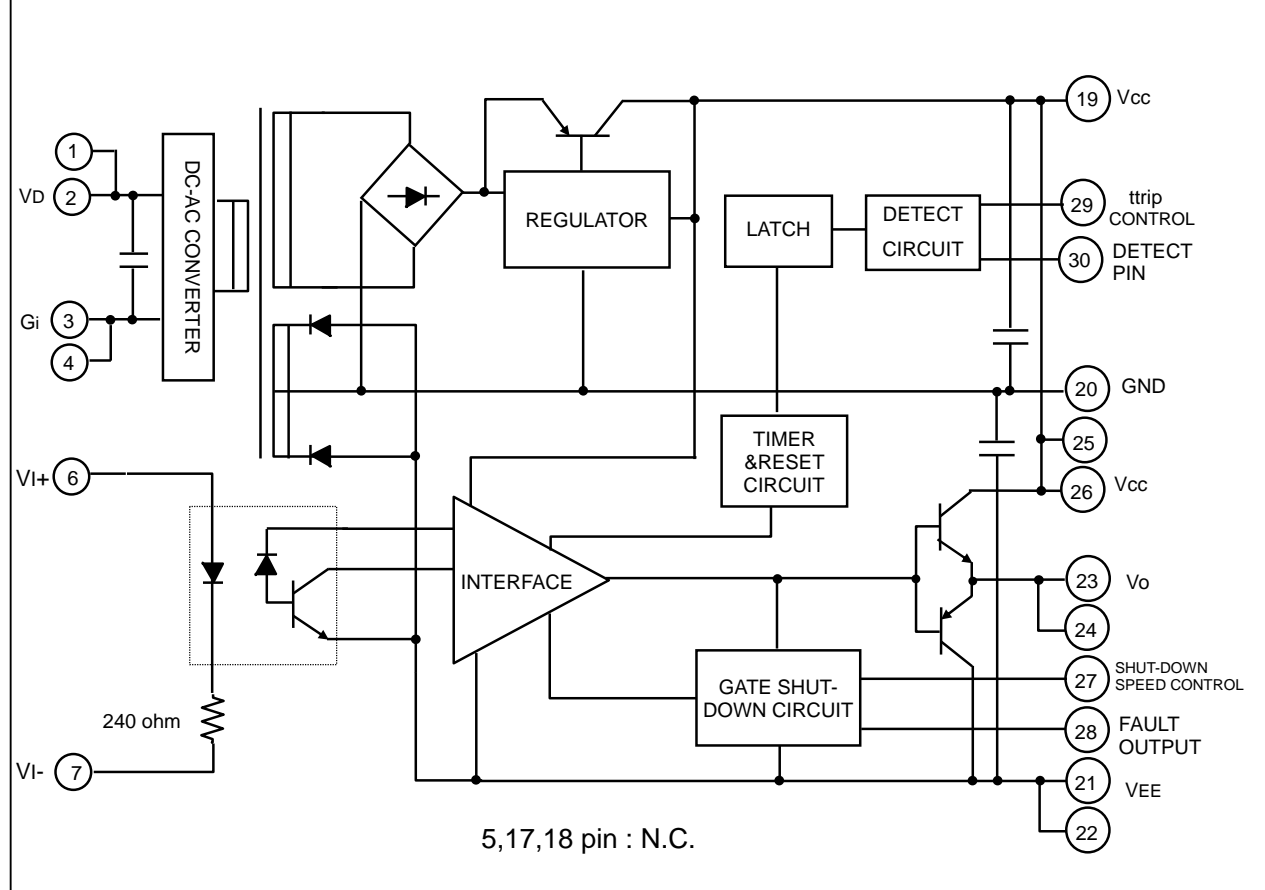 1
VD 2
Gi 3
4
DC-AC CONVERTER
REGULATOR
LATCH
DETECT
CIRCUIT
19 Vcc
29 ttrip
CONTROL
30 DETECT
PIN
20 GND
25
26 Vcc
TIMER
&RESET
CIRCUIT
VI+ 6
INTERFACE
23 Vo
24
GATE SHUT-
DOWN CIRCUIT
27 SHUT-DOWN
SPEED CONTROL
28 FAULT
OUTPUT
240 ohm
VI- 7
21 VEE
22
5,17,18 pin : N.C.